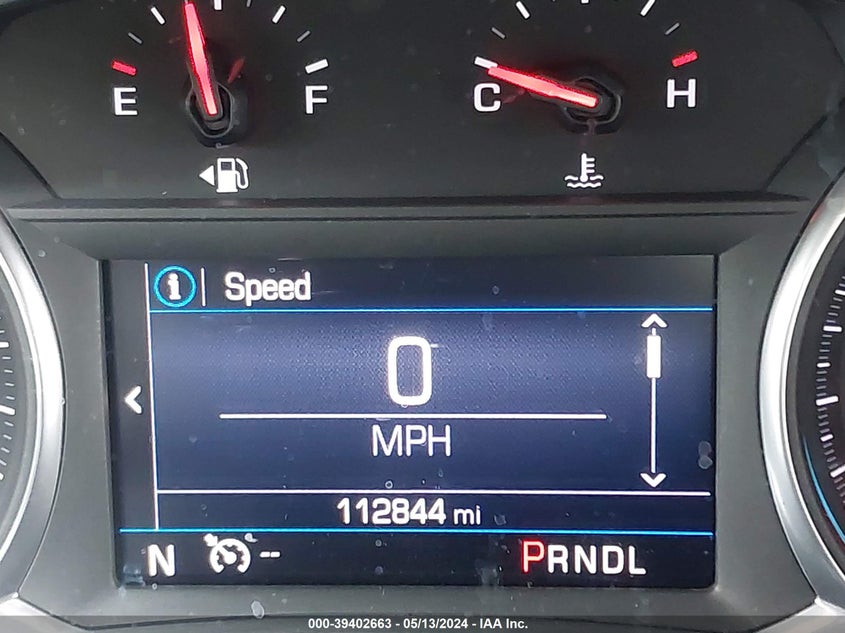 E F C H
i Speed
0
MPH
112844 mi
N -- PRNDL
000-39402663 - 05/13/2024 - IAA Inc.